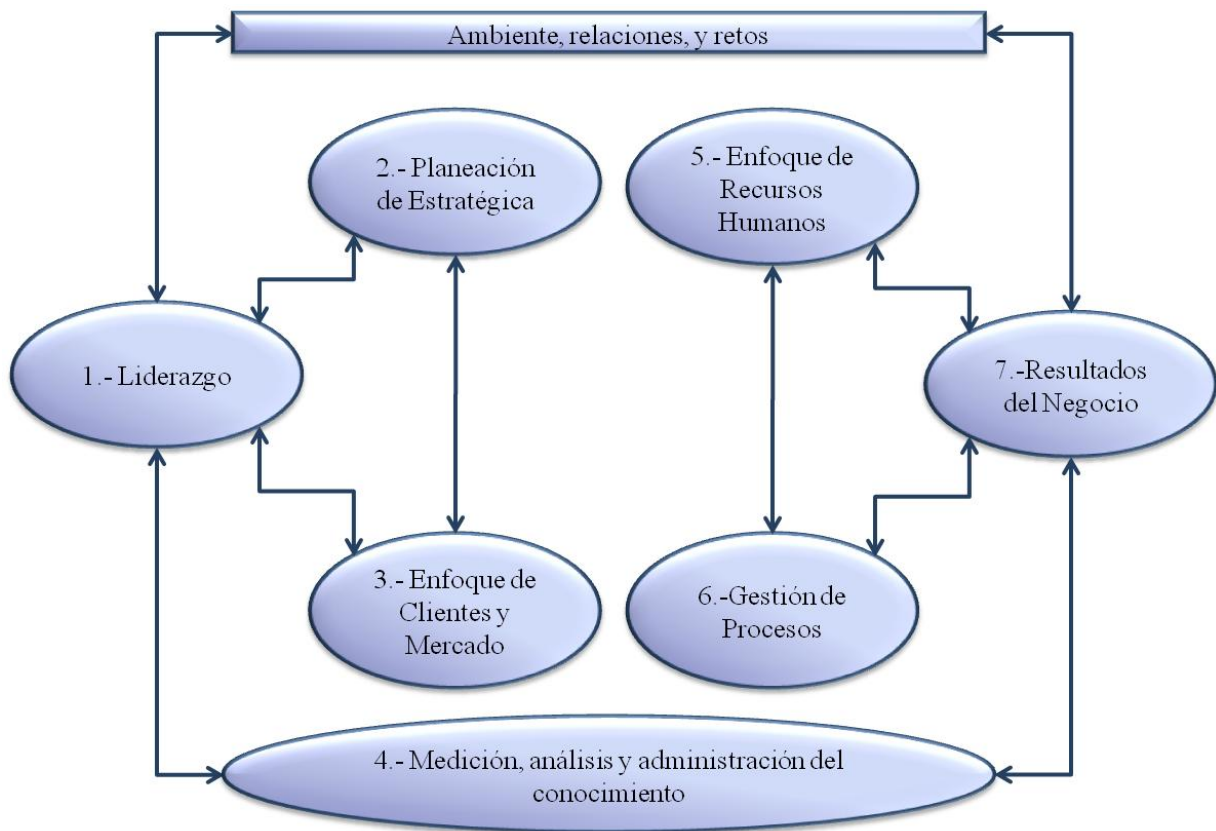 Ambiente, relaciones, y retos
2.- Planeación
de Estratégica
5.- Enfoque de
Recursos
Humanos
1.- Liderazgo
7.-Resultados
del Negocio
3.- Enfoque de
Clientes y
Mercado
6.-Gestión de
Procesos
4.- Medición, análisis y administración del
conocimiento